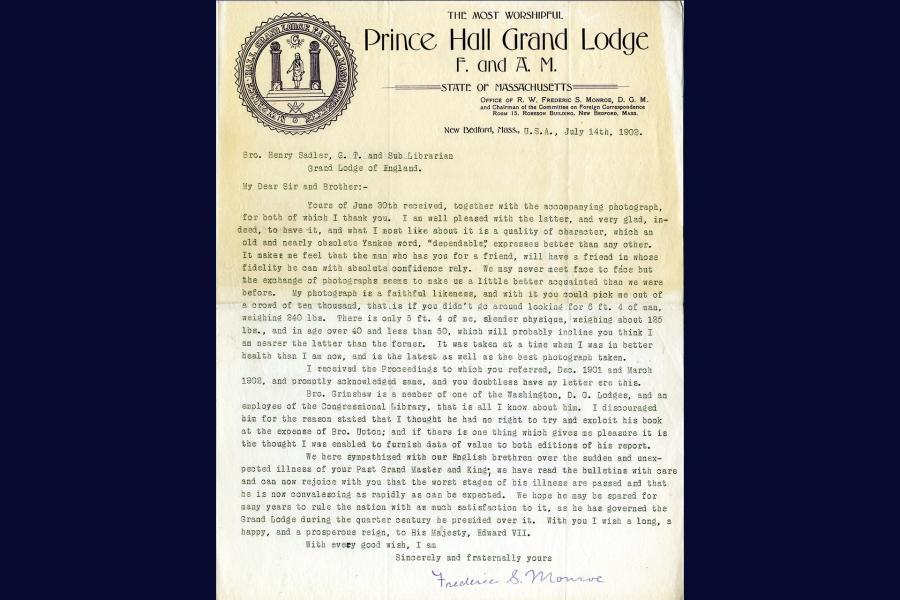 THE MOST WORSHIPFUL
Prince Hall Grand Lodge
F. and A. M.
STATE OF MASSACHUSETTS
OFFICE OF R. W. FREDERIC S. MONROE, D. G. M.
and Chairman of the Committee on Foreign Correspondence
ROOM 15, ROBESON BUILDING, NEW BEDFORD, MASS.
New Bedford, Mass., U.S.A., July 14th, 1902.
Bro. Henry Sadler, G. T. and Sub Librarian
Grand Lodge of England.
My Dear Sir and Brother:-
Yours of June 30th received, together with the accompanying photograph,
for both of which I thank you. I am well pleased with the latter, and very glad, in-
deed, to have it, and what I most like about it is a quality of character, which an
old and nearly obsolete Yankee word, "dependable," expresses better than any other.
It makes me feel that the man who has you for a friend, will have a friend in whose
fidelity he can with absolute confidence rely. We may never meet face to face but
the exchange of photographs seems to make us a little better acquainted than we were
before. My photograph is a faithful likeness, and with it you could pick me out of
a crowd of ten thousand, that is if you didn't go around looking for 6 ft. 4 of man,
weighing 240 lbs. There is only 5 ft. 4 of me, slender physique, weighing about 125
lbs., and in age over 40 and less than 50, which will probably incline you think I
am nearer the latter than the former. It was taken at a time when I was in better
health than I am now, and is the latest as well as the best photograph taken.
I received the Proceedings to which you referred, Dec. 1901 and March
1902, and promptly acknowledged same, and you doubtless have my letter ere this.
Bro. Grimshaw is a member of one of the Washington, D. C. Lodges, and an
employee of the Congressional Library, that is all I know about him. I discouraged
him for the reason stated that I thought he had no right to try and exploit his book
at the expense of Bro. Upton; and if there is one thing which gives me pleasure it is
the thought I was enabled to furnish data of value to both editions of his report.
We here sympathized with our English brethren over the sudden and unex-
pected illness of your Past Grand Master and King; we have read the bulletins with care
and can now rejoice with you that the worst stages of his illness are passed and that
he is now convalescing as rapidly as can be expected. We hope he may be spared for
many years to rule the nation with as much satisfaction to it, as he has governed the
Grand Lodge during the quarter century he presided over it. With you I wish a long, a
happy, and a prosperous reign, to His Majesty, Edward VII.
With every good wish, I am
Sincerely and fraternally yours
Frederic S. Monroe